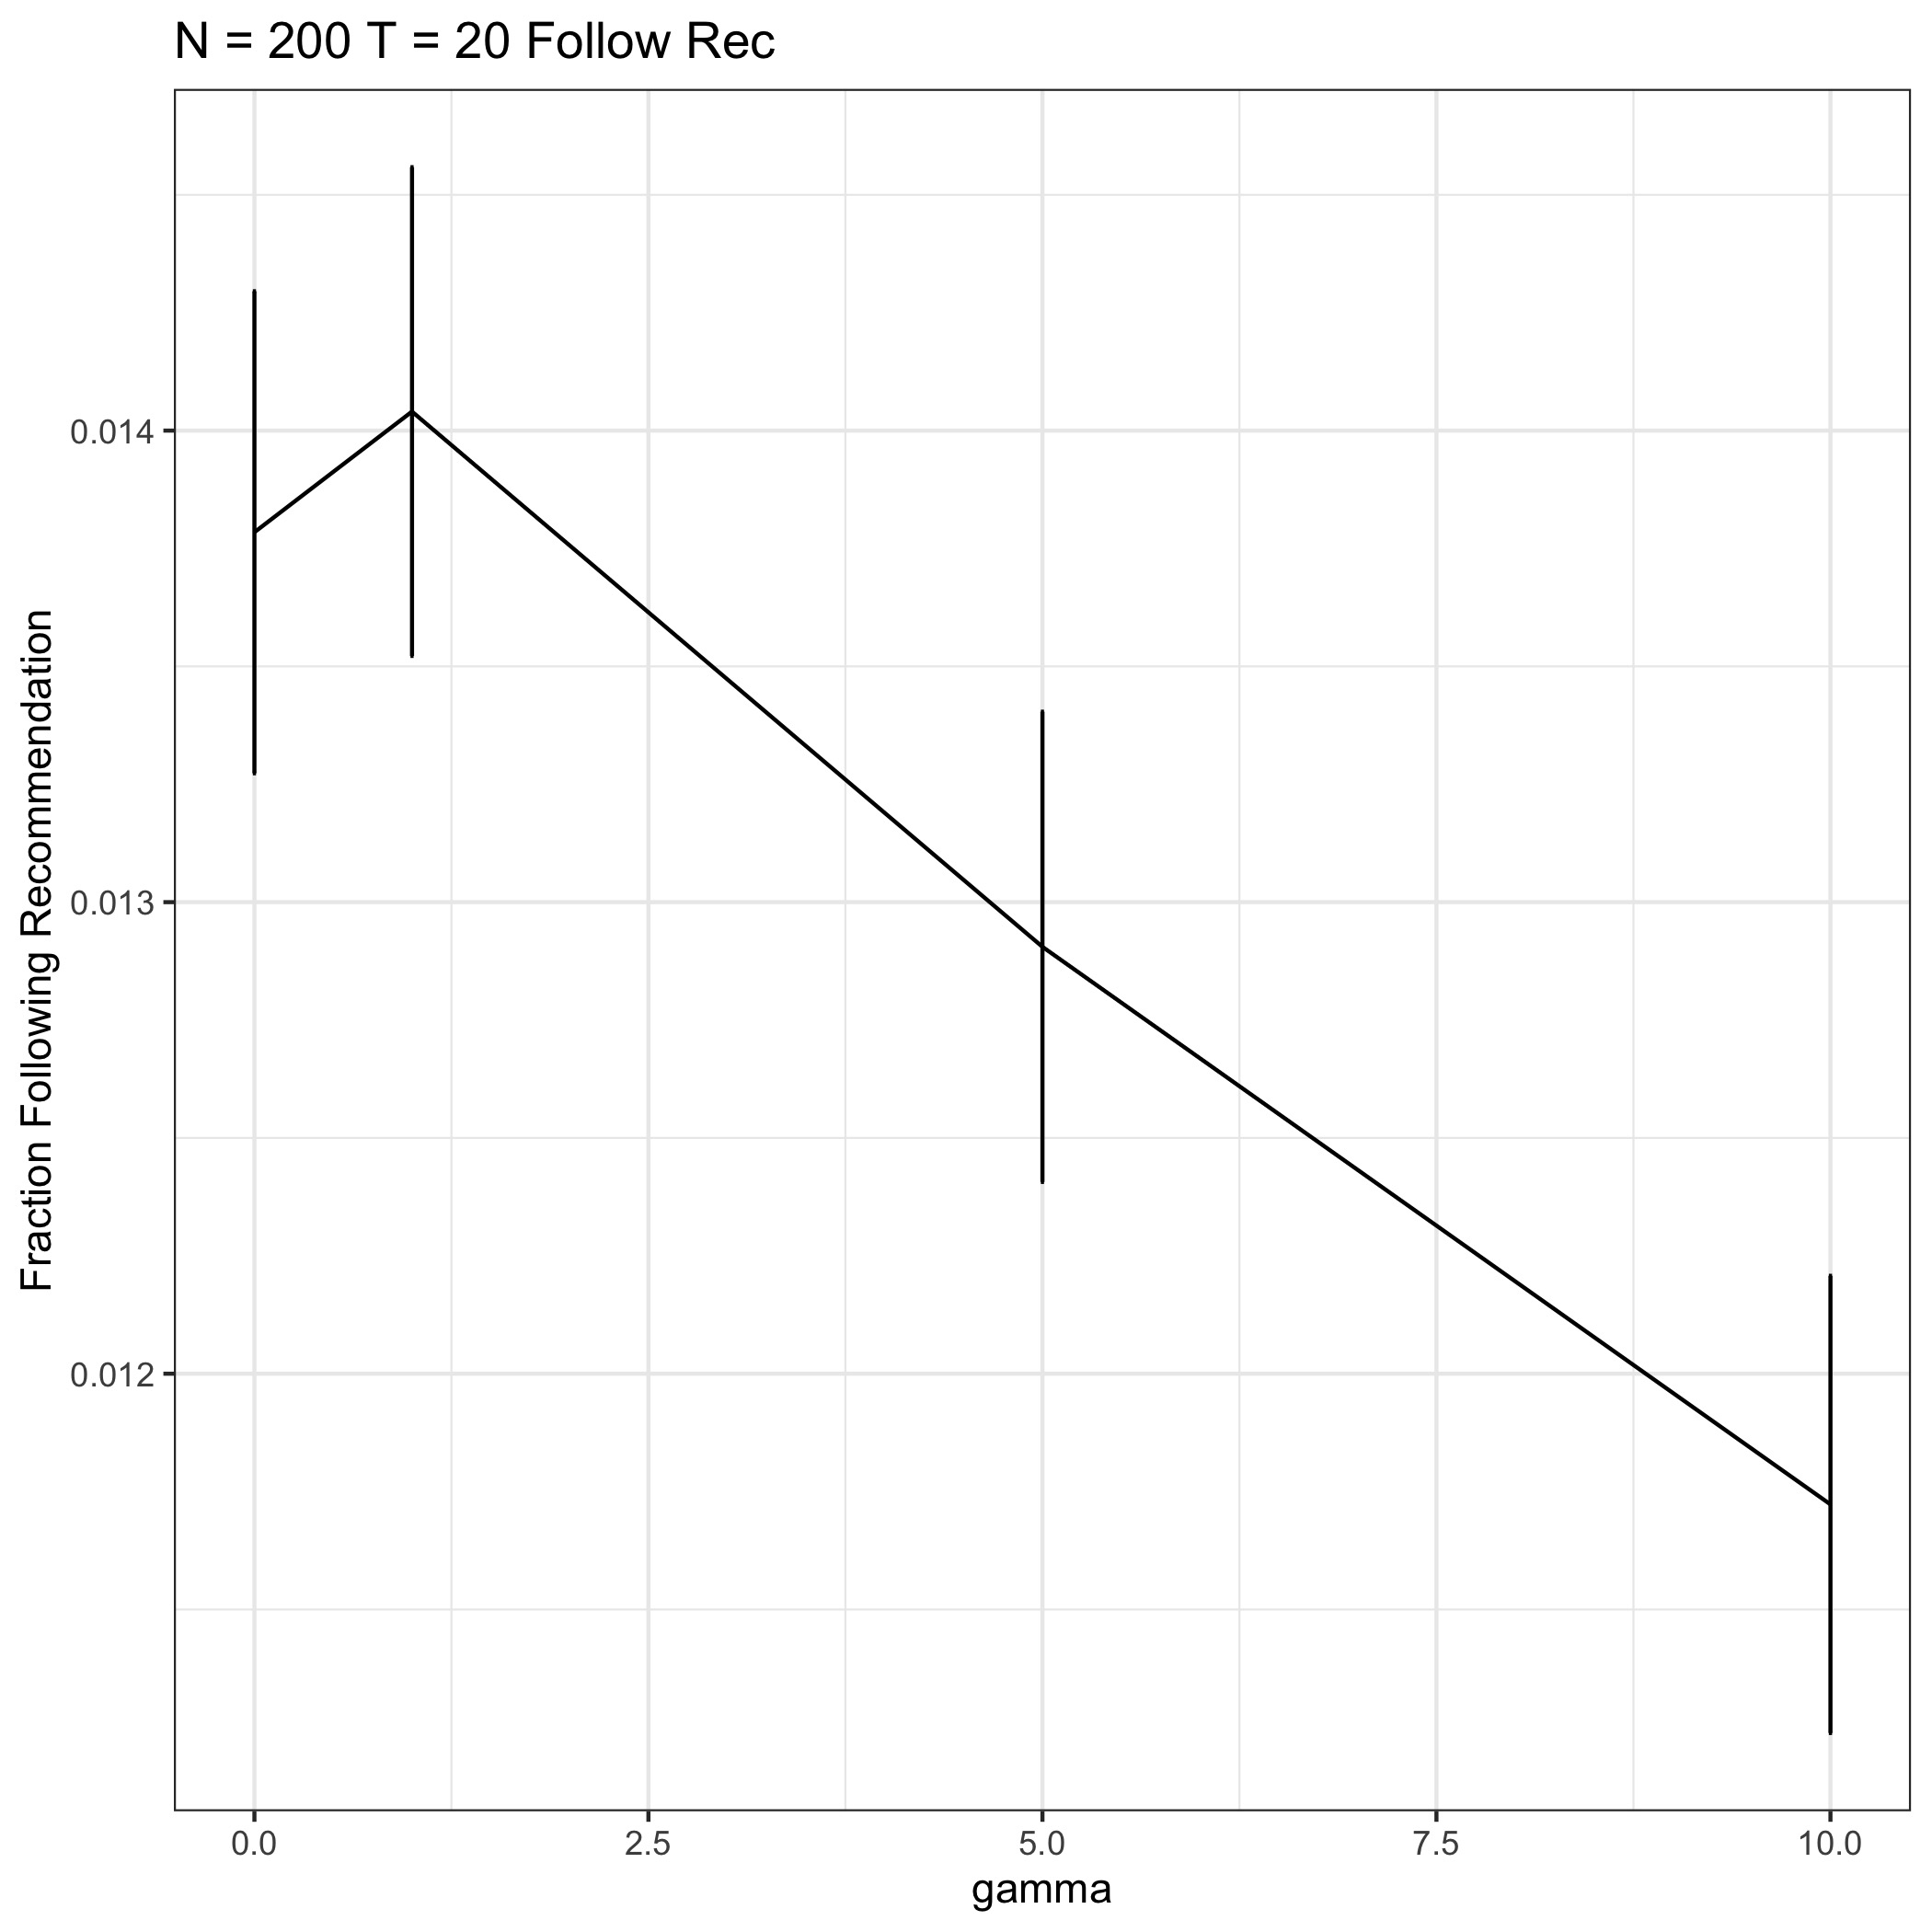 N = 200 T = 20 Follow Rec
Fraction Following Recommendation
0.014
0.013
0.012
0.0
2.5
5.0
7.5
10.0
gamma